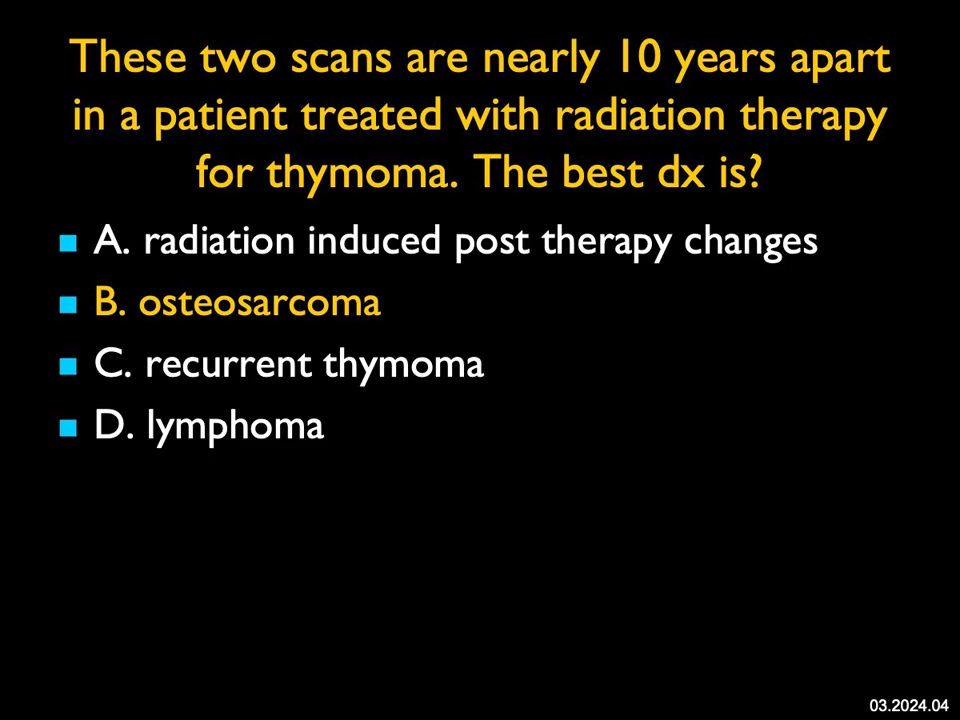 These two scans are nearly 10 years apart
in a patient treated with radiation therapy
for thymoma. The best dx is?
A. radiation induced post therapy changes
B. osteosarcoma
C. recurrent thymoma
D. lymphoma
03.2024.04